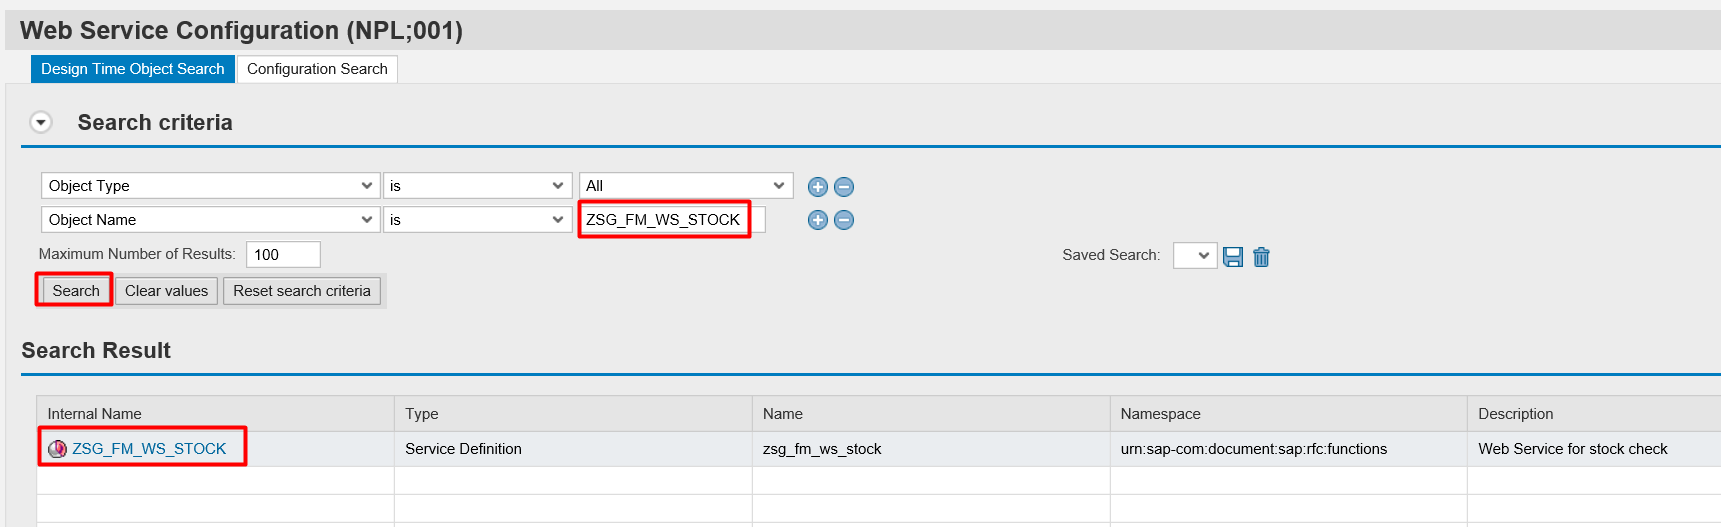 Web Service Configuration (NPL;001)
Design Time Object Search Configuration Search
Search criteria
Object Type is All
Object Name is ZSG_FM_WS_STOCK
Maximum Number of Results: 100 Saved Search:
Search Clear values Reset search criteria
Search Result
Internal Name Type Name Namespace Description
ZSG_FM_WS_STOCK Service Definition zsg_fm_ws_stock urn:sap-com:document:sap:rfc:functions Web Service for stock check